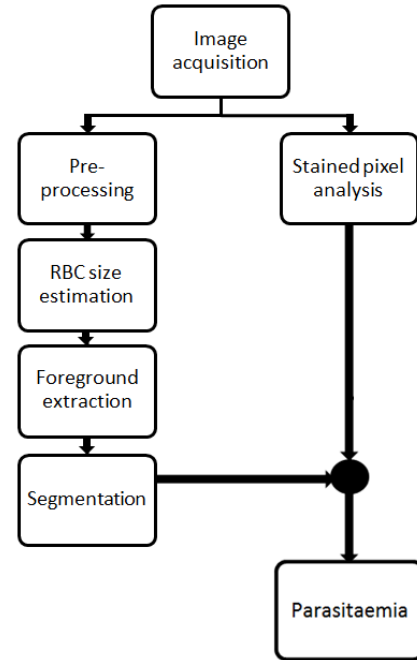 Image
acquisition
Pre-
processing
Stained pixel
analysis
RBC size
estimation
Foreground
extraction
Segmentation
Parasitaemia